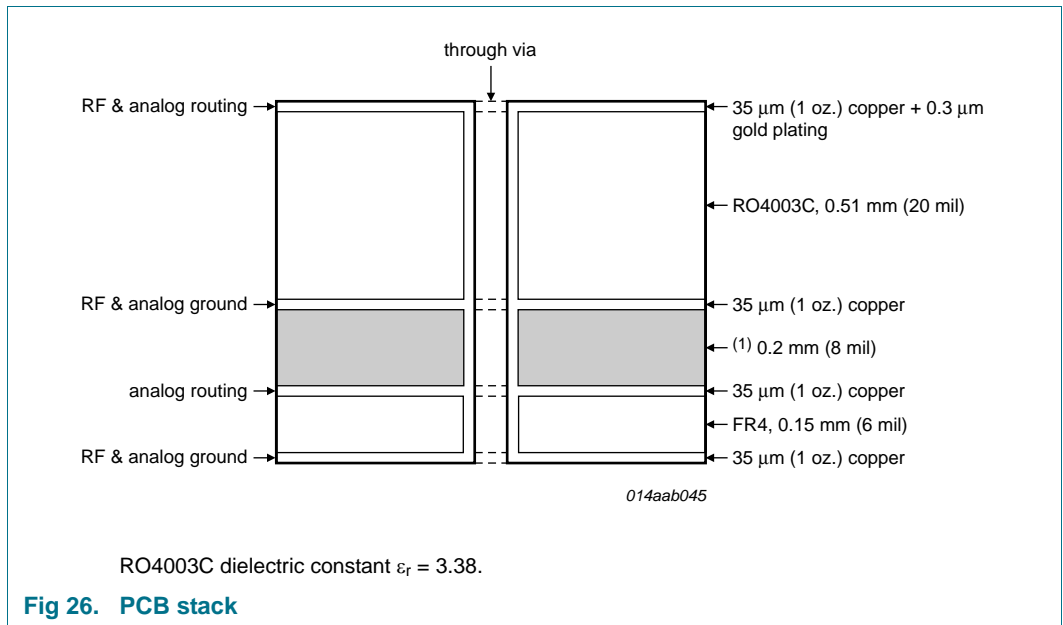 through via
RF & analog routing
35 μm (1 oz.) copper + 0.3 μm
gold plating
RO4003C, 0.51 mm (20 mil)
RF & analog ground
35 μm (1 oz.) copper
(1) 0.2 mm (8 mil)
analog routing
35 μm (1 oz.) copper
FR4, 0.15 mm (6 mil)
RF & analog ground
35 μm (1 oz.) copper
014aab045
RO4003C dielectric constant εr = 3.38.
Fig 26. PCB stack